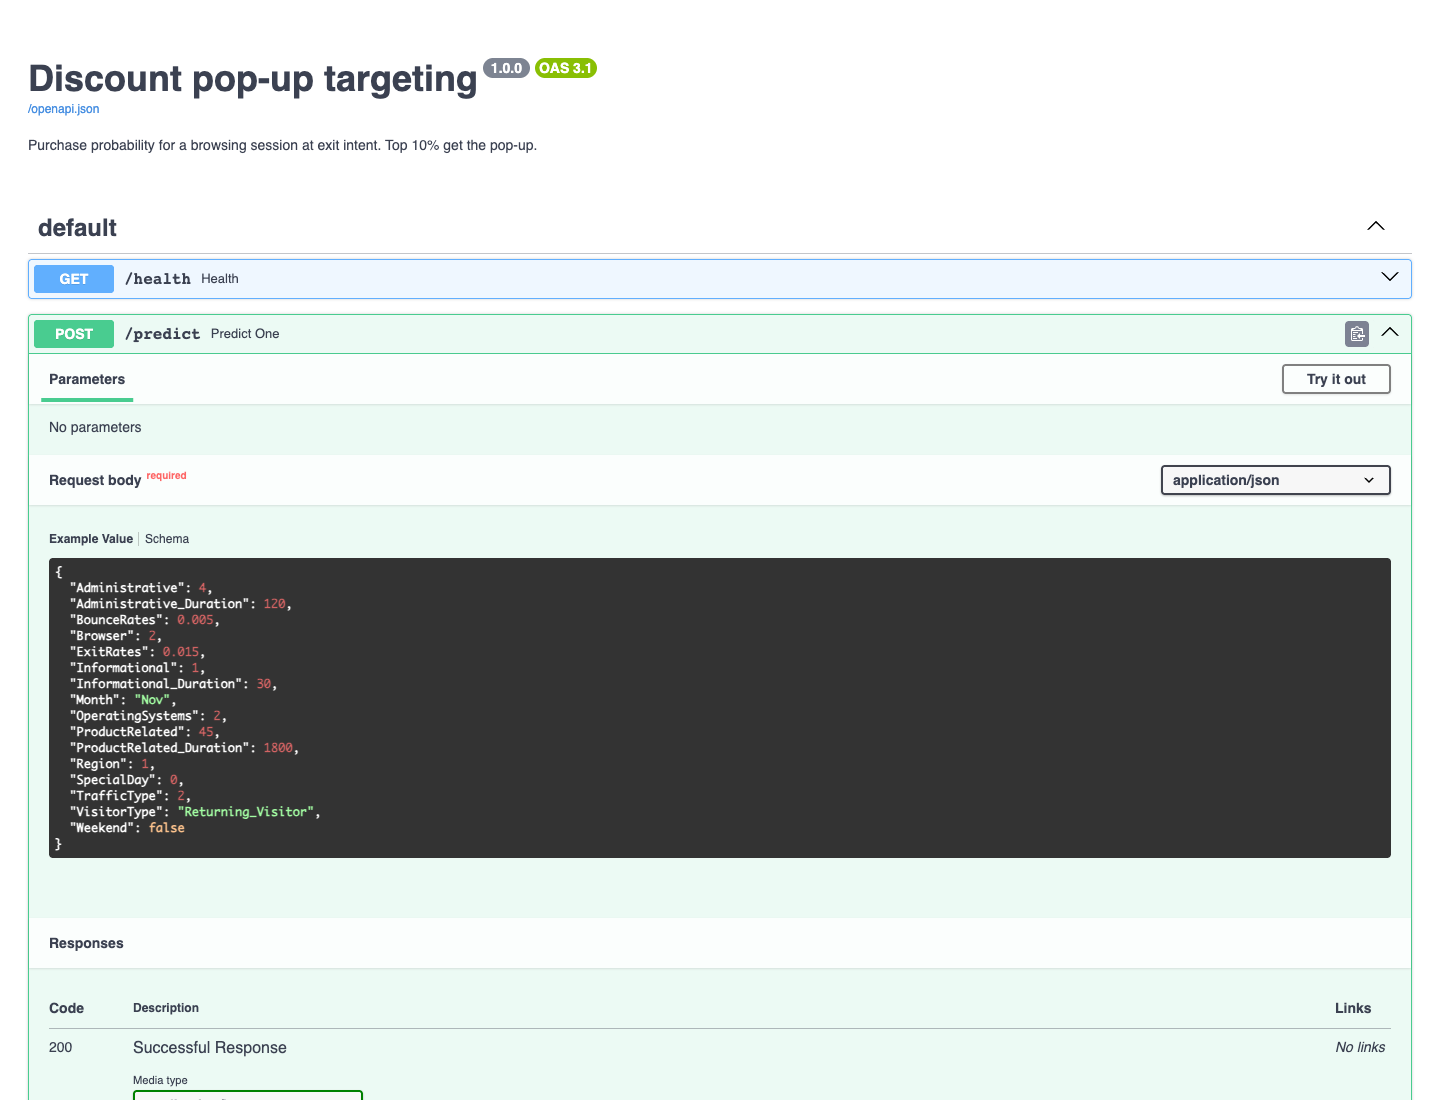 Discount pop-up targeting 1.0.0 OAS 3.1
/openapi.json
Purchase probability for a browsing session at exit intent. Top 10% get the pop-up.
default
GET /health Health
POST /predict Predict One
Parameters Try it out
No parameters
Request body required application/json
Example Value Schema
{
"Administrative": 4,
"Administrative_Duration": 120,
"BounceRates": 0.005,
"Browser": 2,
"ExitRates": 0.015,
"Informational": 1,
"Informational_Duration": 30,
"Month": "Nov",
"OperatingSystems": 2,
"ProductRelated": 45,
"ProductRelated_Duration": 1800,
"Region": 1,
"SpecialDay": 0,
"TrafficType": 2,
"VisitorType": "Returning_Visitor",
"Weekend": false
}
Responses
Code Description Links
200 Successful Response No links
Media type